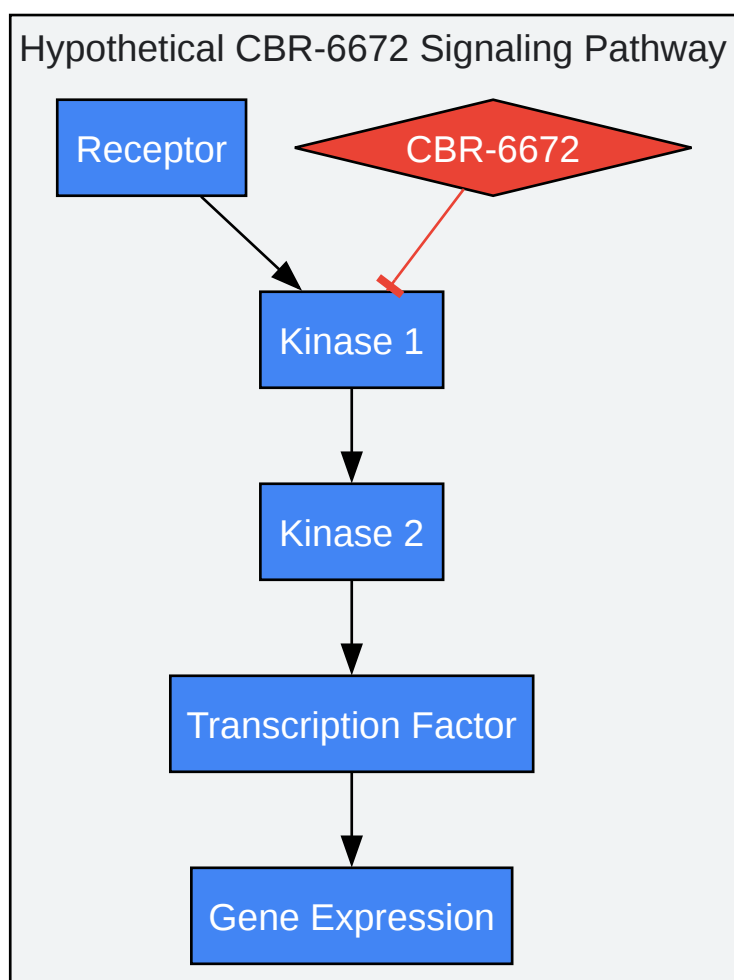 Hypothetical CBR-6672 Signaling Pathway
Receptor
CBR-6672
Kinase 1
Kinase 2
Transcription Factor
Gene Expression